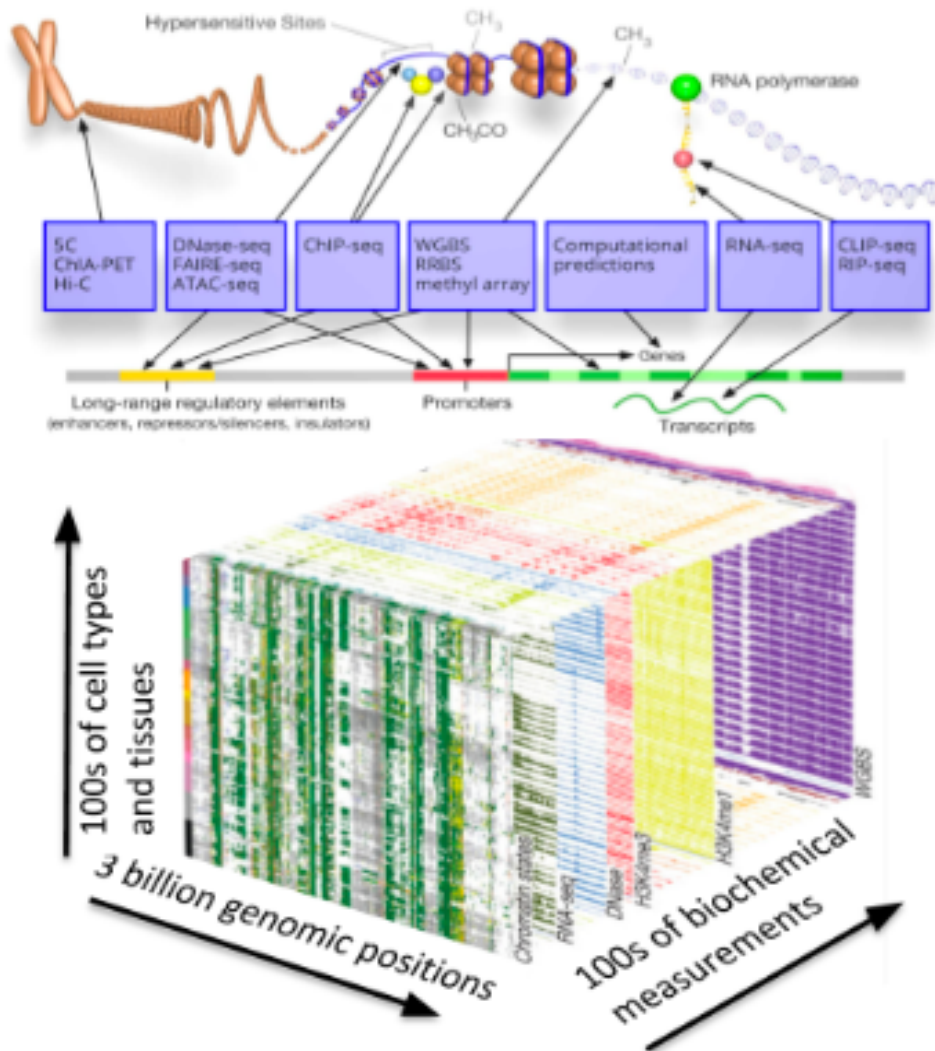 Hypersensitive Sites
CH3
CH3
RNA polymerase
CH3CO
5C
ChIA-PET
Hi-C
DNase-seq
FAIRE-seq
ATAC-seq
ChIP-seq
WGBS
RRBS
methyl array
Computational
predictions
RNA-seq
CLIP-seq
RIP-seq
Genes
Long-range regulatory elements
(enhancers, repressors/silencers, insulators)
Promoters
Transcripts
100s of cell types
and tissues
3 billion genomic positions
100s of biochemical
measurements
Chromatin states
RNA-seq
DNase
H3K4me3
H3K4me1
WGBS